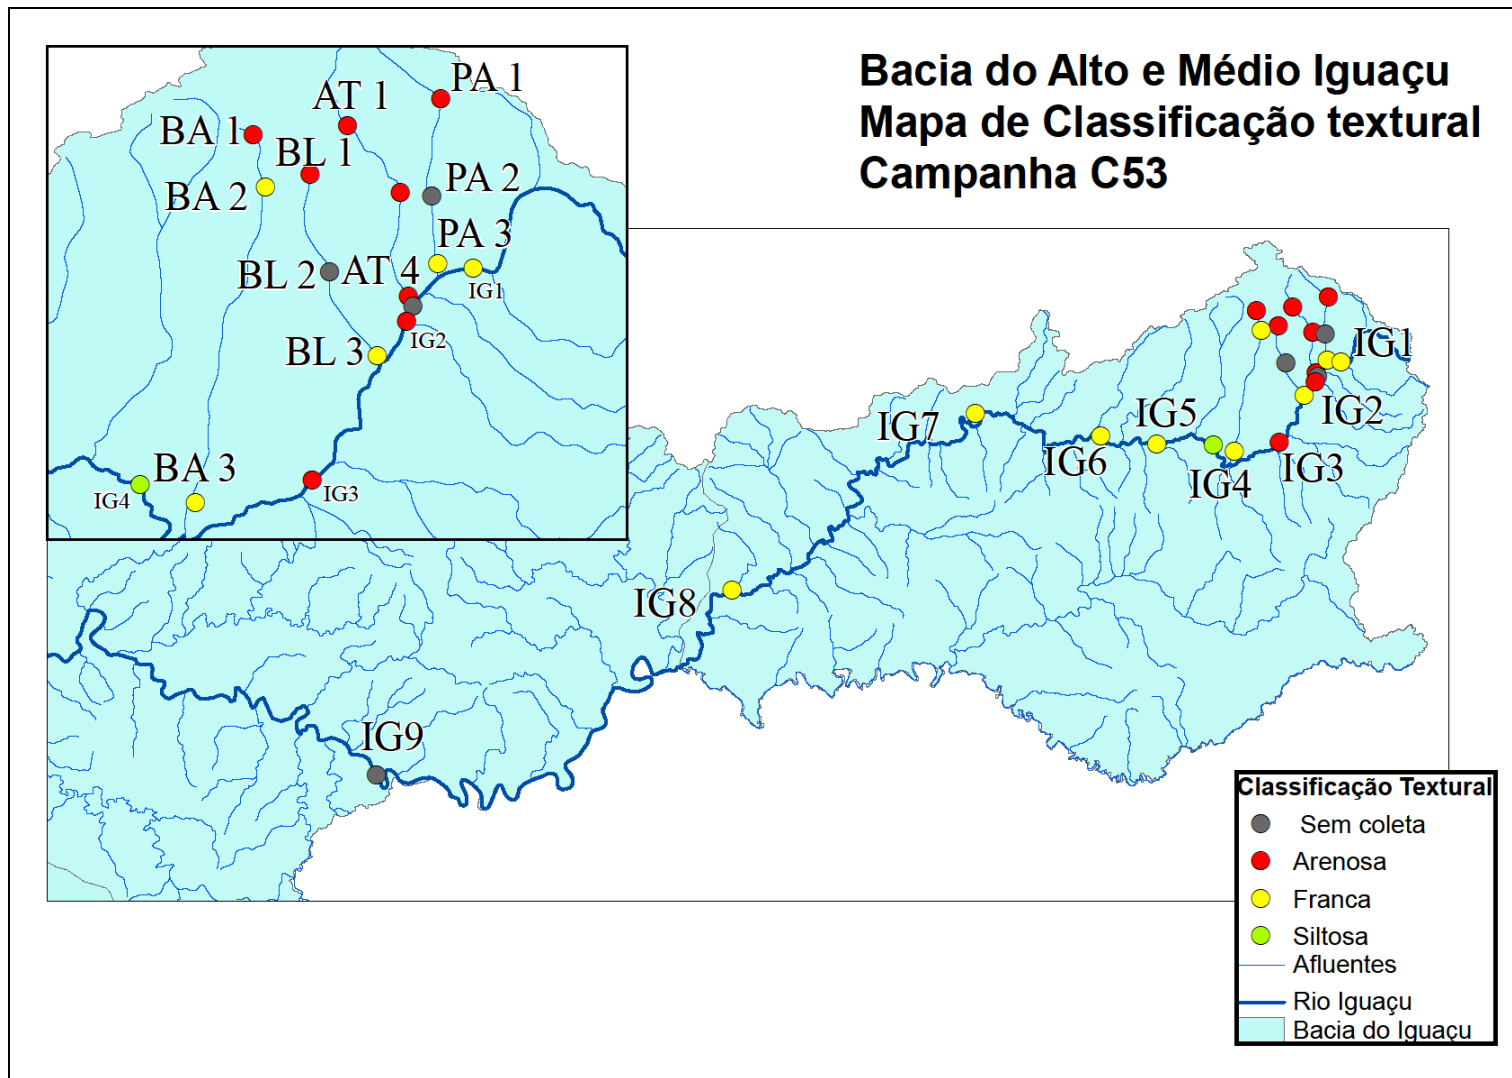 Bacia do Alto e Médio Iguaçu
Mapa de Classificação textural
Campanha C53
PA 1
AT 1
BA 1
BL 1
BA 2
PA 2
PA 3
BL 2
AT 4
IG1
IG2
BL 3
BA 3
IG4
IG3
IG1
IG2
IG3
IG4
IG5
IG6
IG7
IG8
IG9
Classificação Textural
Sem coleta
Arenosa
Franca
Siltosa
Afluentes
Rio Iguaçu
Bacia do Iguaçu